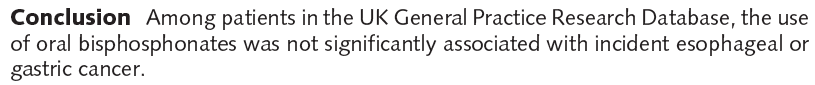 Conclusion Among patients in the UK General Practice Research Database, the use
of oral bisphosphonates was not significantly associated with incident esophageal or
gastric cancer.